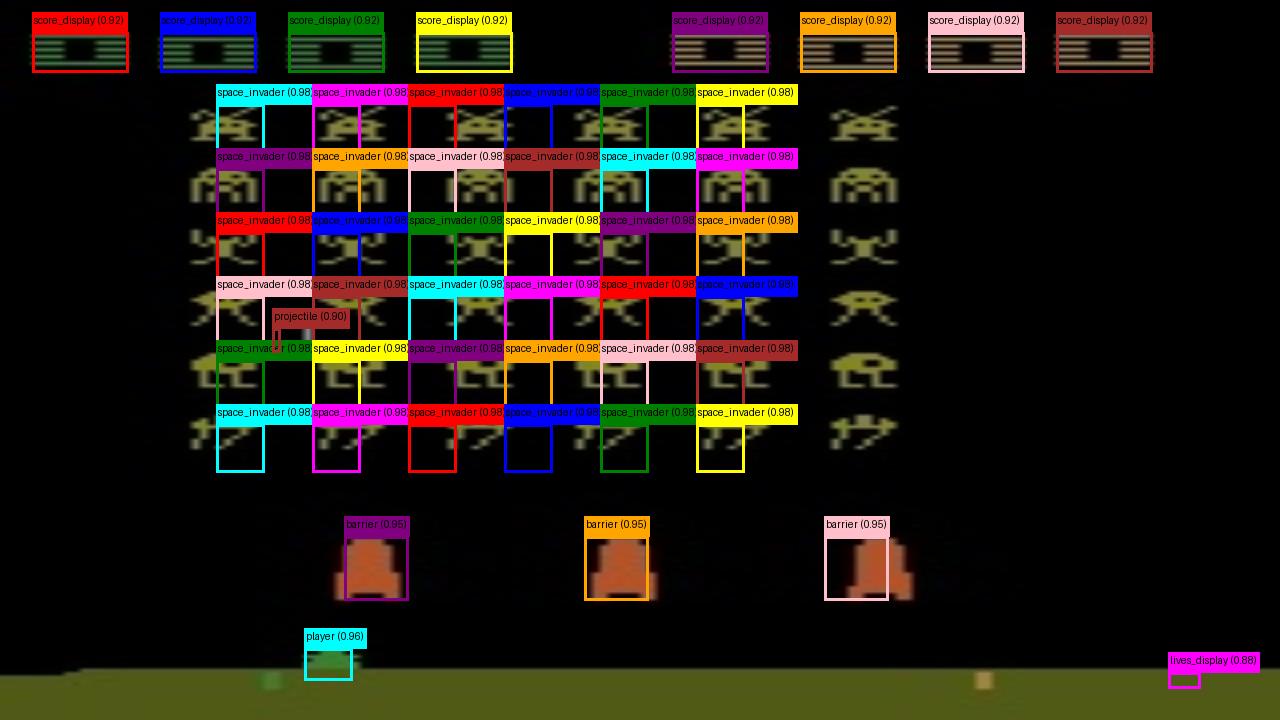 score_display (0.92) score_display (0.92) score_display (0.92) score_display (0.92) score_display (0.92) score_display (0.92) score_display (0.92) score_display (0.92)
space_invader (0.98) space_invader (0.98) space_invader (0.98) space_invader (0.98) space_invader (0.98) space_invader (0.98)
space_invader (0.98) space_invader (0.98) space_invader (0.98) space_invader (0.98) space_invader (0.98) space_invader (0.98)
space_invader (0.98) space_invader (0.98) space_invader (0.98) space_invader (0.98) space_invader (0.98) space_invader (0.98)
space_invader (0.98) space_invader (0.98) space_invader (0.98) space_invader (0.98) space_invader (0.98) space_invader (0.98)
projectile (0.90)
space_invader (0.98) space_invader (0.98) space_invader (0.98) space_invader (0.98) space_invader (0.98) space_invader (0.98)
space_invader (0.98) space_invader (0.98) space_invader (0.98) space_invader (0.98) space_invader (0.98) space_invader (0.98)
barrier (0.95) barrier (0.95) barrier (0.95)
player (0.96)
lives_display (0.88)